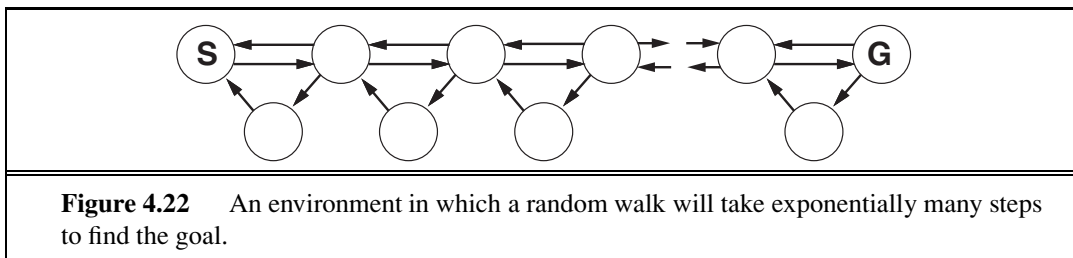 S G
Figure 4.22 An environment in which a random walk will take exponentially many steps
to find the goal.